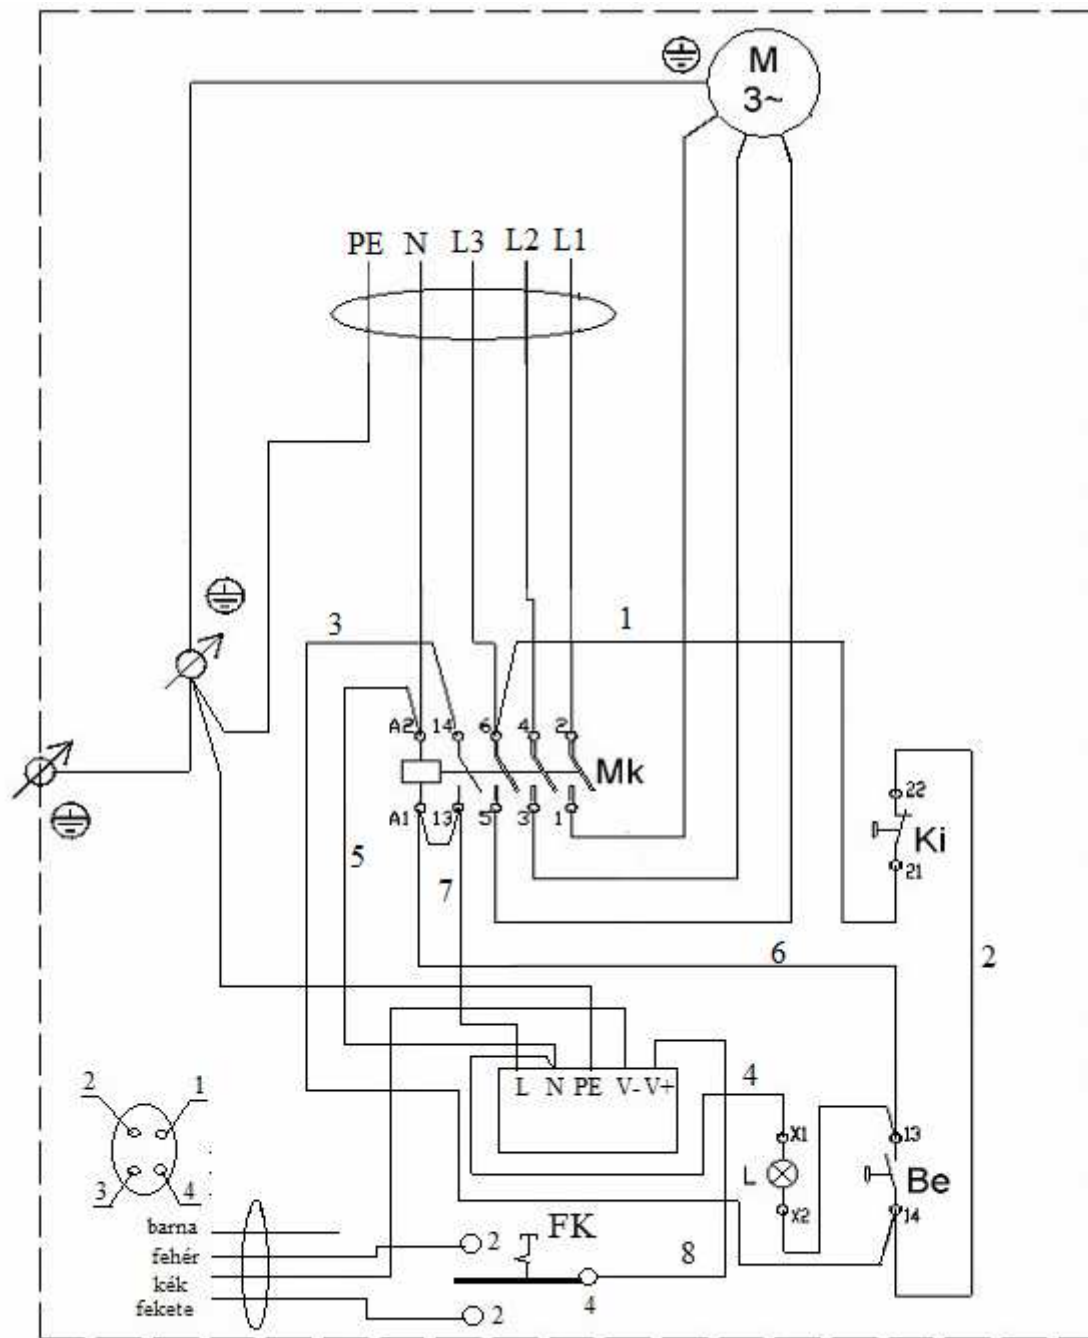 M
3~
PE N L3 L2 L1
3
1
A2 14 6 4 2
Mk
A1 13 5 3 1
22
Ki
21
5
7
6
2
L N PE V- V+
4
2
1
3
4
X1
L
X2
13
Be
14
barna
fehér
kék
fekete
2
FK
8
4
2